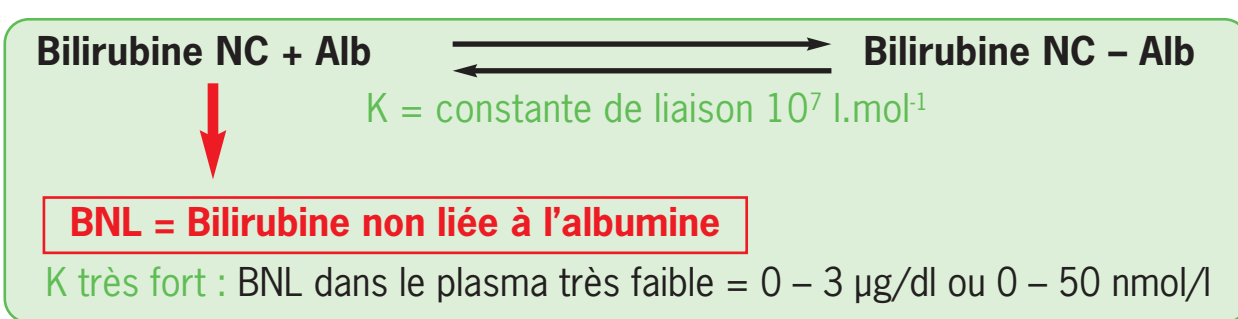 Bilirubine NC + Alb Bilirubine NC – Alb
K = constante de liaison 10⁷ l.mol⁻¹
BNL = Bilirubine non liée à l'albumine
K très fort : BNL dans le plasma très faible = 0 – 3 µg/dl ou 0 – 50 nmol/l